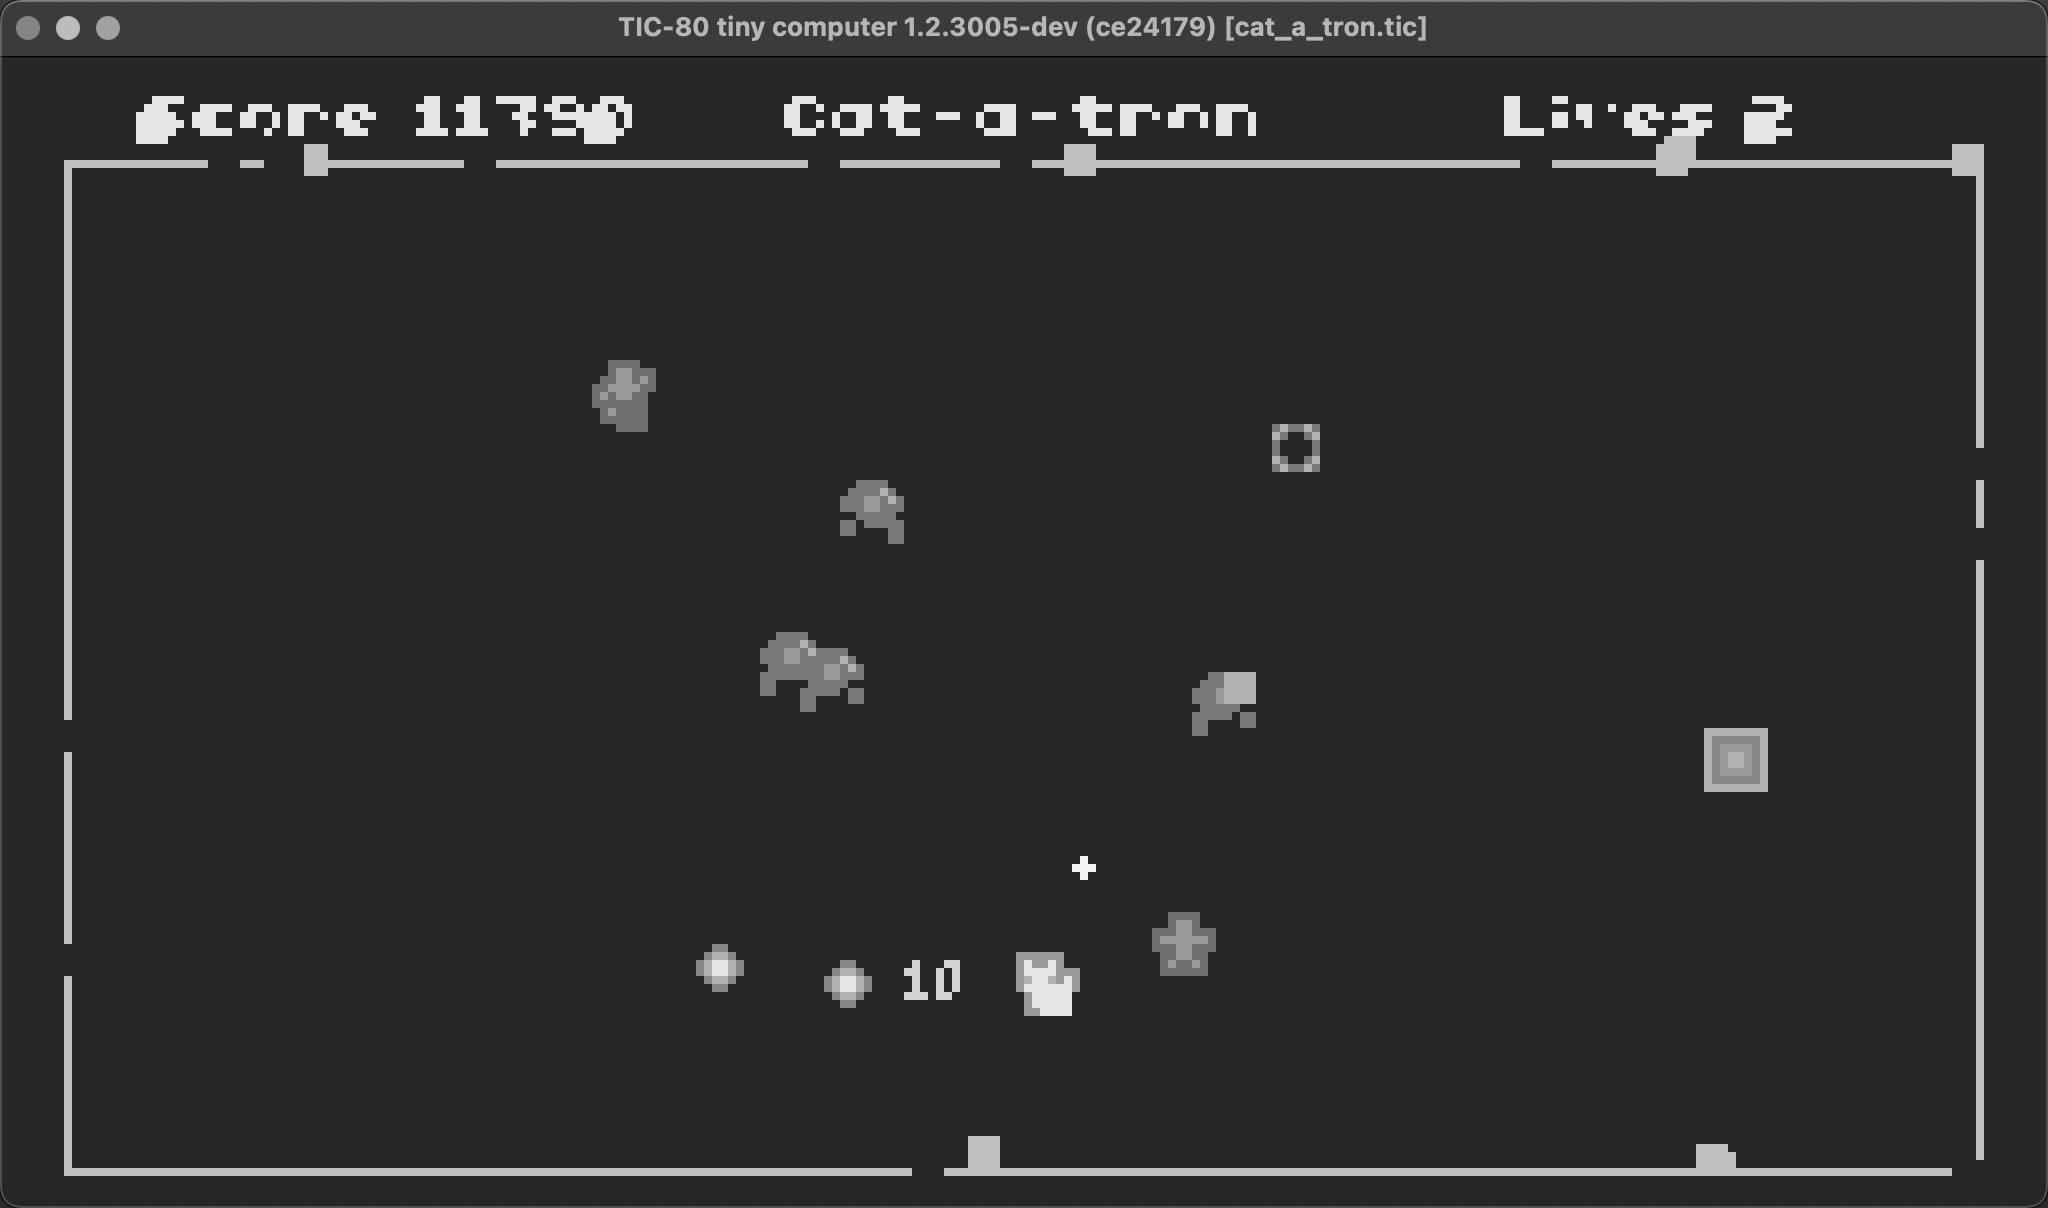 TIC-80 tiny computer 1.2.3005-dev (ce24179) [cat_a_tron.tic]
Score 11790 Cat-a-tron Lives 2
10